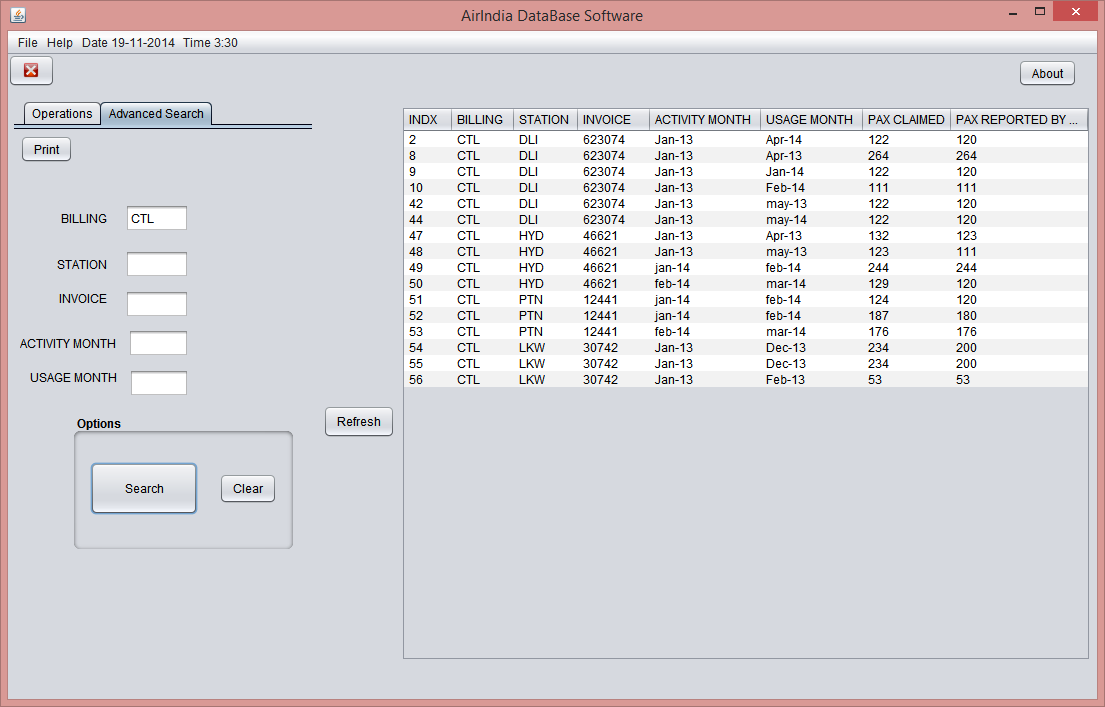 AirIndia DataBase Software
File Help Date 19-11-2014 Time 3:30
About
Operations Advanced Search
Print
BILLING CTL
STATION
INVOICE
ACTIVITY MONTH
USAGE MONTH
Options
Search Clear
Refresh
INDX BILLING STATION INVOICE ACTIVITY MONTH USAGE MONTH PAX CLAIMED PAX REPORTED BY ...
2 CTL DLI 623074 Jan-13 Apr-14 122 120
8 CTL DLI 623074 Jan-13 Apr-13 264 264
9 CTL DLI 623074 Jan-13 Jan-14 122 120
10 CTL DLI 623074 Jan-13 Feb-14 111 111
42 CTL DLI 623074 Jan-13 may-13 122 120
44 CTL DLI 623074 Jan-13 may-14 122 120
47 CTL HYD 46621 Jan-13 Apr-13 132 123
48 CTL HYD 46621 Jan-13 may-13 123 111
49 CTL HYD 46621 jan-14 feb-14 244 244
50 CTL HYD 46621 feb-14 mar-14 129 120
51 CTL PTN 12441 jan-14 feb-14 124 120
52 CTL PTN 12441 jan-14 feb-14 187 180
53 CTL PTN 12441 feb-14 mar-14 176 176
54 CTL LKW 30742 Jan-13 Dec-13 234 200
55 CTL LKW 30742 Jan-13 Dec-13 234 200
56 CTL LKW 30742 Jan-13 Feb-13 53 53